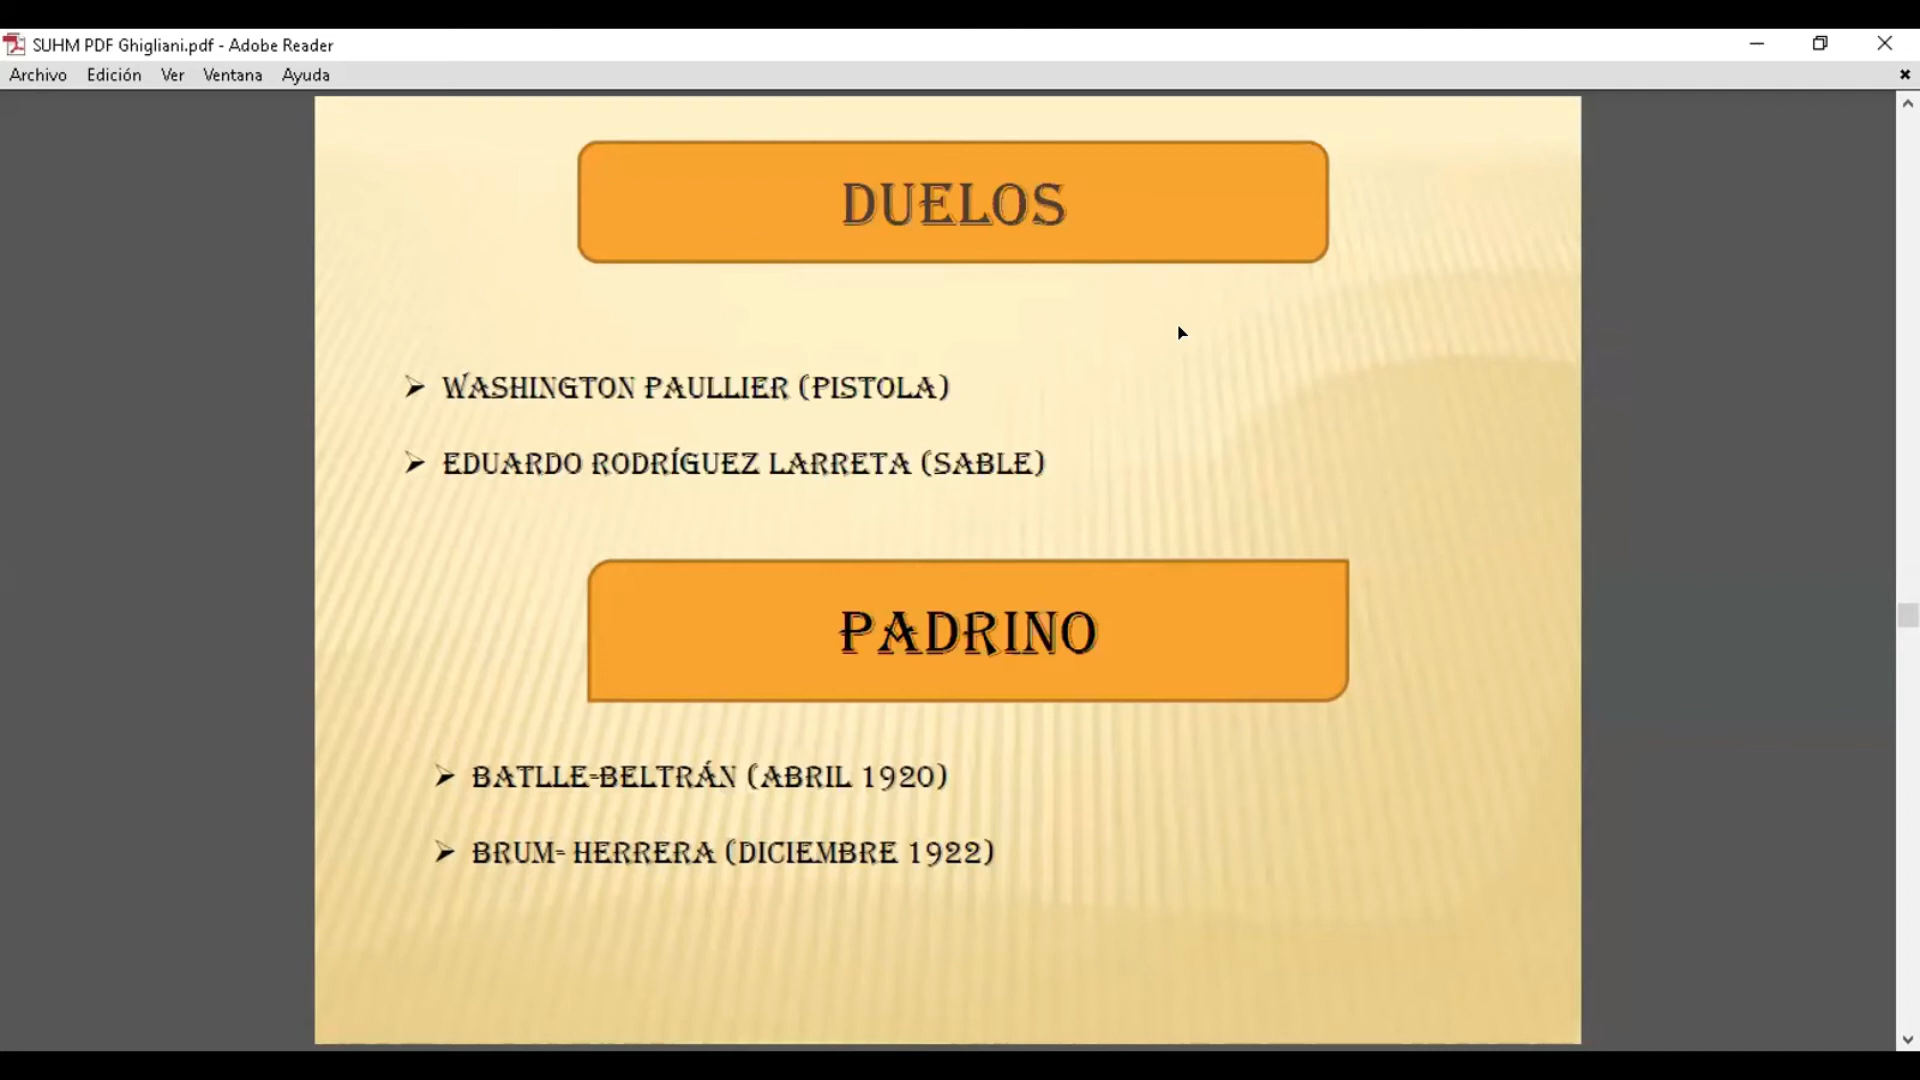 SUHM PDF Ghigliani.pdf - Adobe Reader
Archivo Edición Ver Ventana Ayuda
DUELOS
WASHINGTON PAULLIER (PISTOLA)
EDUARDO RODRÍGUEZ LARRETA (SABLE)
PADRINO
BATLLE-BELTRÁN (ABRIL 1920)
BRUM- HERRERA (DICIEMBRE 1922)